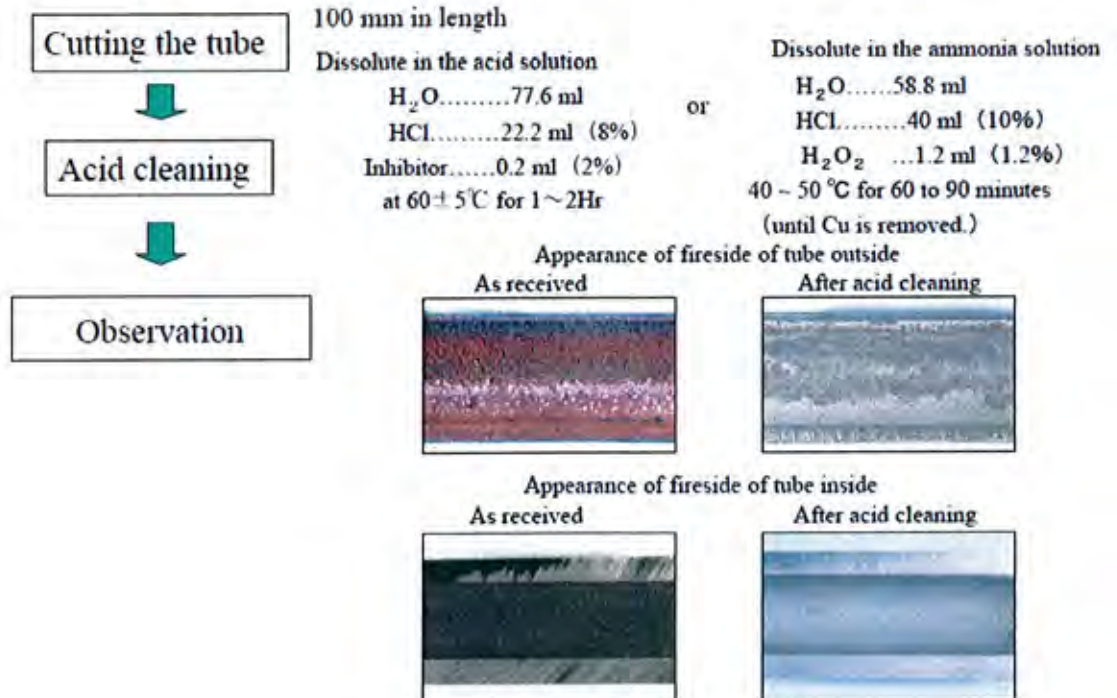 Cutting the tube
Acid cleaning
Observation
100 mm in length
Dissolute in the acid solution
H₂O.........77.6 ml
HCl.........22.2 ml (8%)
Inhibitor......0.2 ml (2%)
at 60±5℃ for 1～2Hr
or
Dissolute in the ammonia solution
H₂O......58.8 ml
HCl.........40 ml (10%)
H₂O₂ ...1.2 ml (1.2%)
40 ~ 50 ℃ for 60 to 90 minutes
(until Cu is removed.)
Appearance of fireside of tube outside
As received
After acid cleaning
Appearance of fireside of tube inside
As received
After acid cleaning